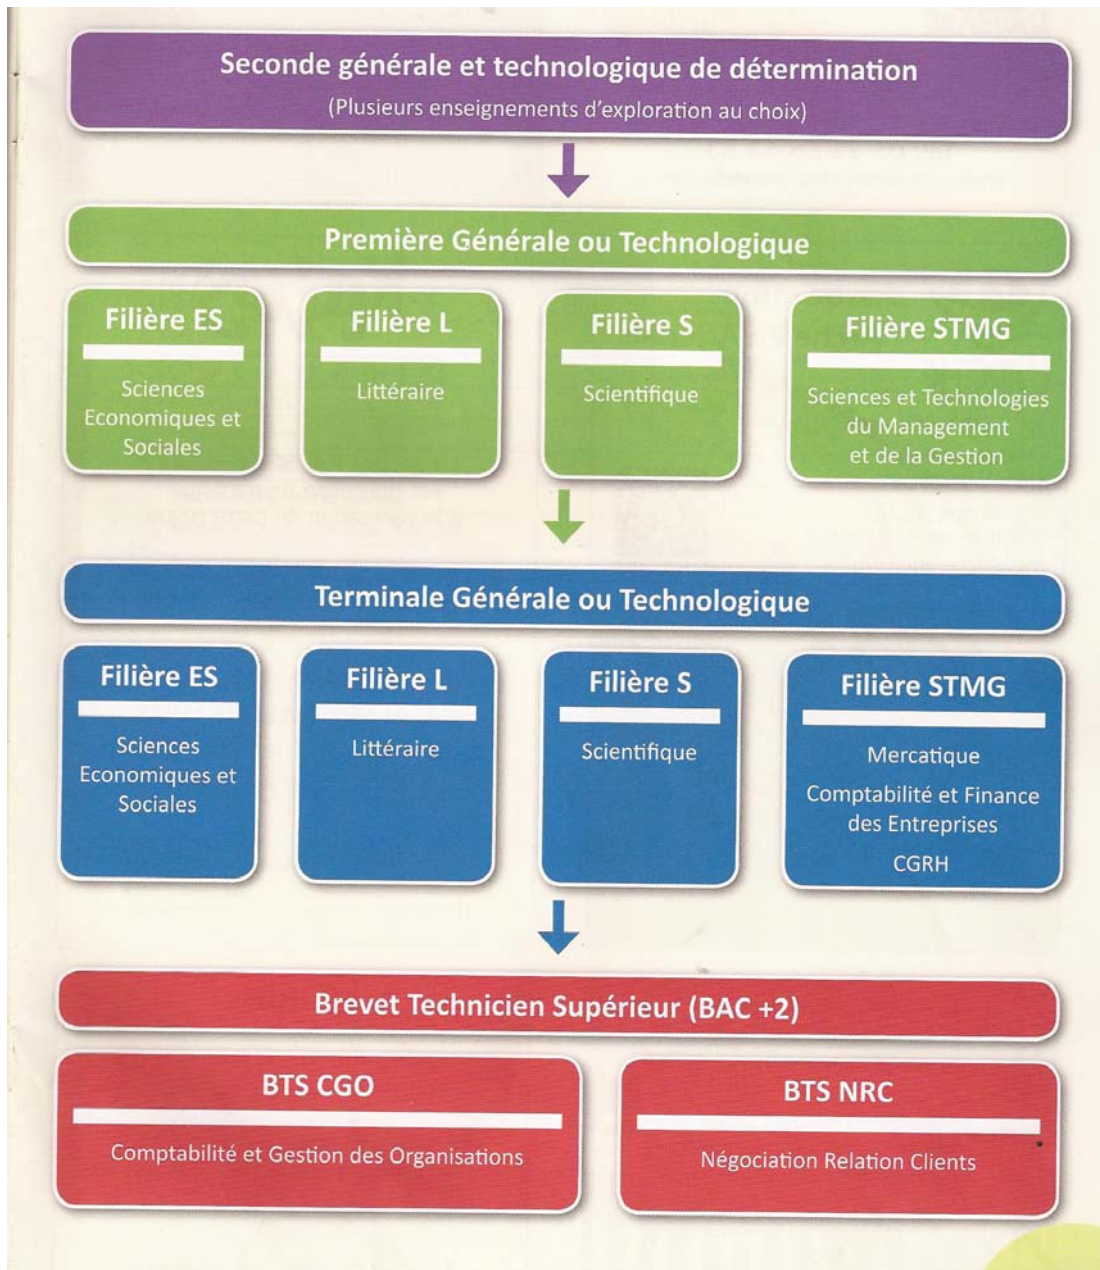 Seconde générale et technologique de détermination
(Plusieurs enseignements d'exploration au choix)
Première Générale ou Technologique
Filière ES
Sciences
Economiques et
Sociales
Filière L
Littéraire
Filière S
Scientifique
Filière STMG
Sciences et Technologies
du Management
et de la Gestion
Terminale Générale ou Technologique
Filière ES
Sciences
Economiques et
Sociales
Filière L
Littéraire
Filière S
Scientifique
Filière STMG
Mercatique
Comptabilité et Finance
des Entreprises
CGRH
Brevet Technicien Supérieur (BAC +2)
BTS CGO
Comptabilité et Gestion des Organisations
BTS NRC
Négociation Relation Clients